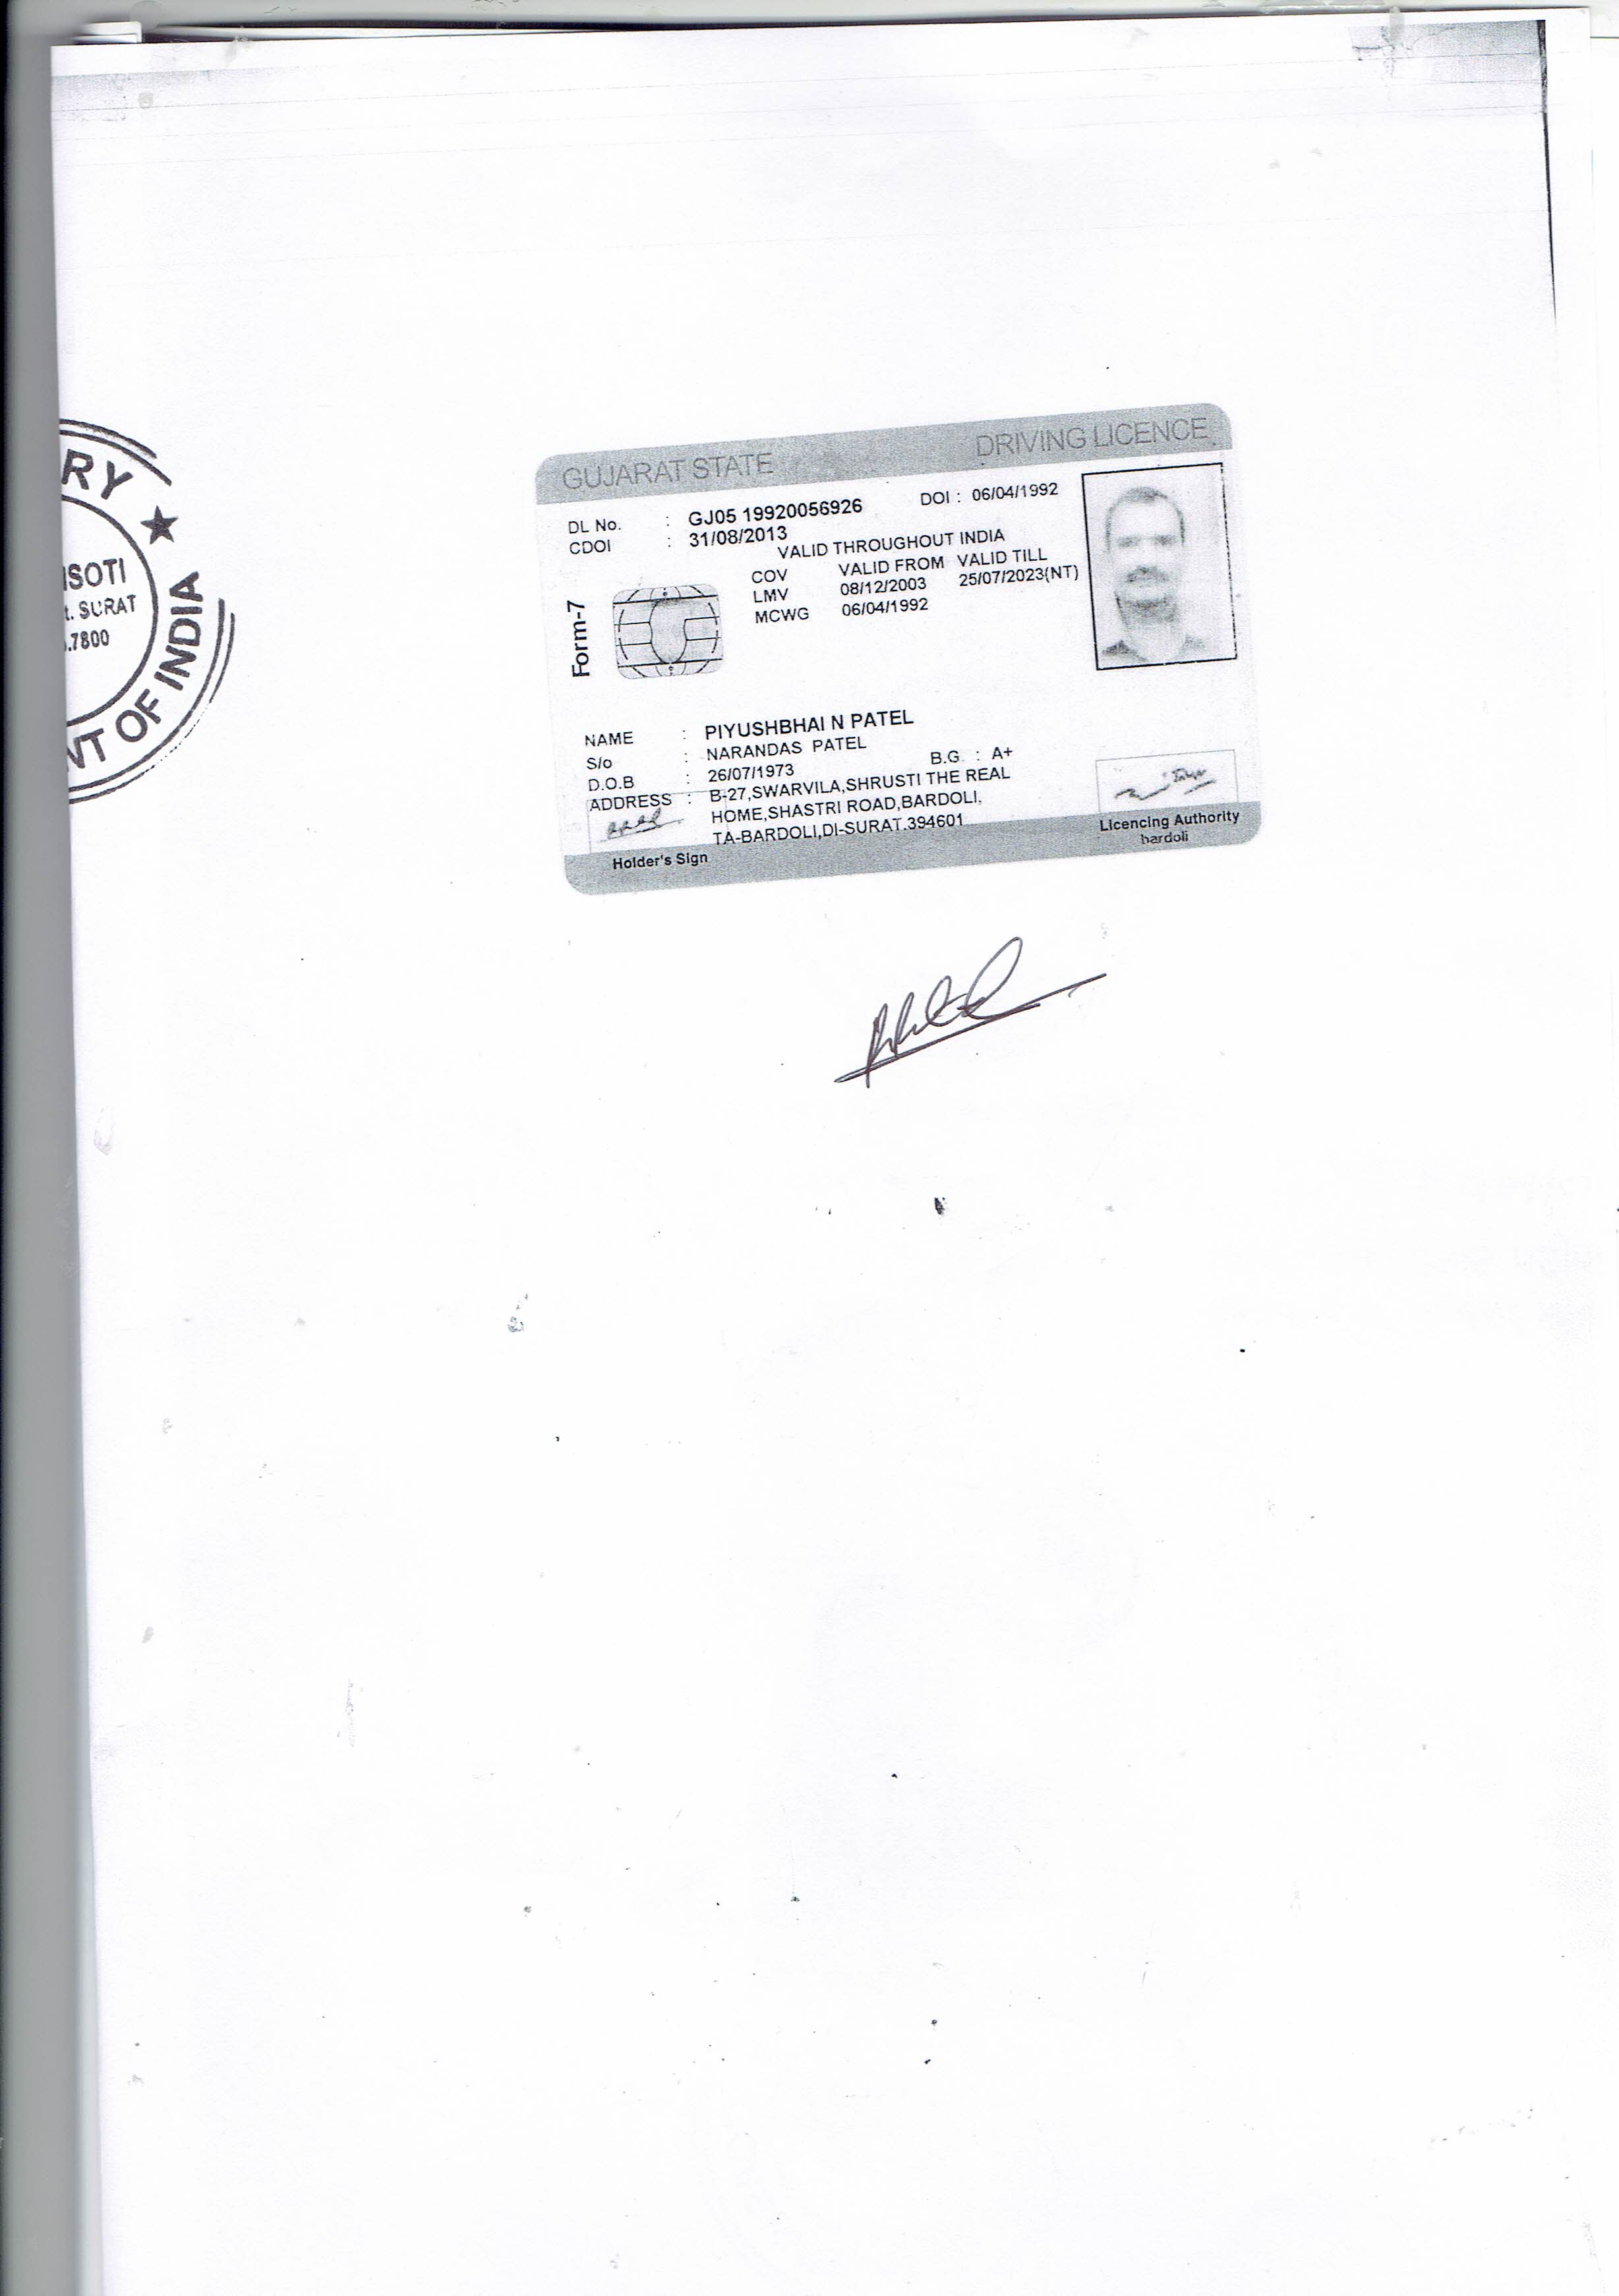 GUJARAT STATE DRIVING LICENCE
DL No. : GJ05 19920056926 DOI : 06/04/1992
CDOI : 31/08/2013
VALID THROUGHOUT INDIA
COV VALID FROM VALID TILL
LMV 08/12/2003 25/07/2023(NT)
MCWG 06/04/1992
Form-7
NAME : PIYUSHBHAI N PATEL
S/o : NARANDAS PATEL
D.O.B : 26/07/1973 B.G. : A+
ADDRESS : B-27,SWARVILA,SHRUSTI THE REAL
HOME,SHASTRI ROAD,BARDOLI,
TA-BARDOLI,DI-SURAT.394601
Holder's Sign
Licencing Authority
bardoli
RY ★
ISOTI
t. SURAT
.7800
NT OF INDIA